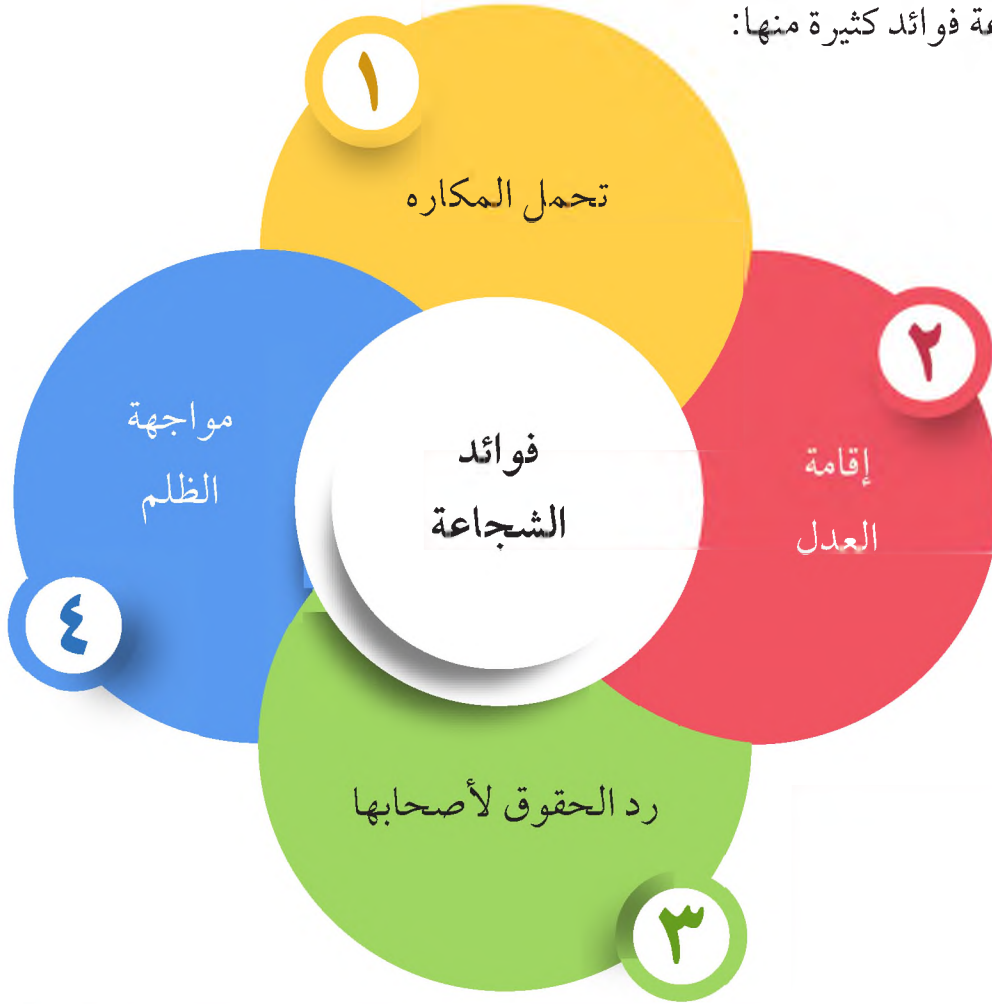 فوائد كثيرة منها:
١
تحمل المكاره
٢
إقامة
العدل
فوائد
الشجاعة
مواجهة
الظلم
٤
رد الحقوق لأصحابها
٣